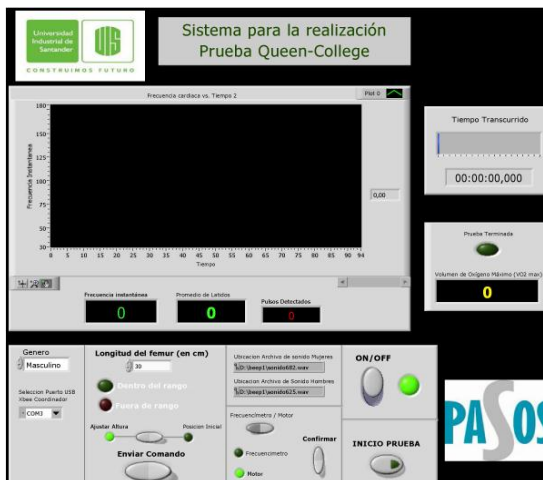 Universidad
Industrial de
Santander
UIS
CONSTRUIMOS FUTURO
Sistema para la realización
Prueba Queen-College
Frecuencia cardiaca vs. Tiempo 2
Plot 0
Frecuencia Instantanea
180
150
125
100
75
50
30
0 5 10 15 20 25 30 35 40 45 50 55 60 65 70 75 80 85 90 94
Tiempo
0,00
Tiempo Transcurrido
00:00:00,000
Prueba Terminada
Volumen de Oxígeno Máximo (VO2 max)
0
Frecuencia instantánea
0
Promedio de Latidos
0
Pulsos Detectados
0
Genero
Masculino
Seleccion Puerto USB
Xbee Coordinador
COM3
Longitud del femur (en cm)
30
Dentro del rango
Fuera de rango
Ajustar Altura
Posicion Inicial
Enviar Comando
Ubicacion Archivo de sonido Mujeres
D:\beep1\sonido602.wav
Ubicacion Archivo de Sonido Hombres
D:\beep1\sonido625.wav
Frecuencímetro / Motor
Frecuencimetro
Motor
Confirmar
ON/OFF
INICIO PRUEBA
PASOS